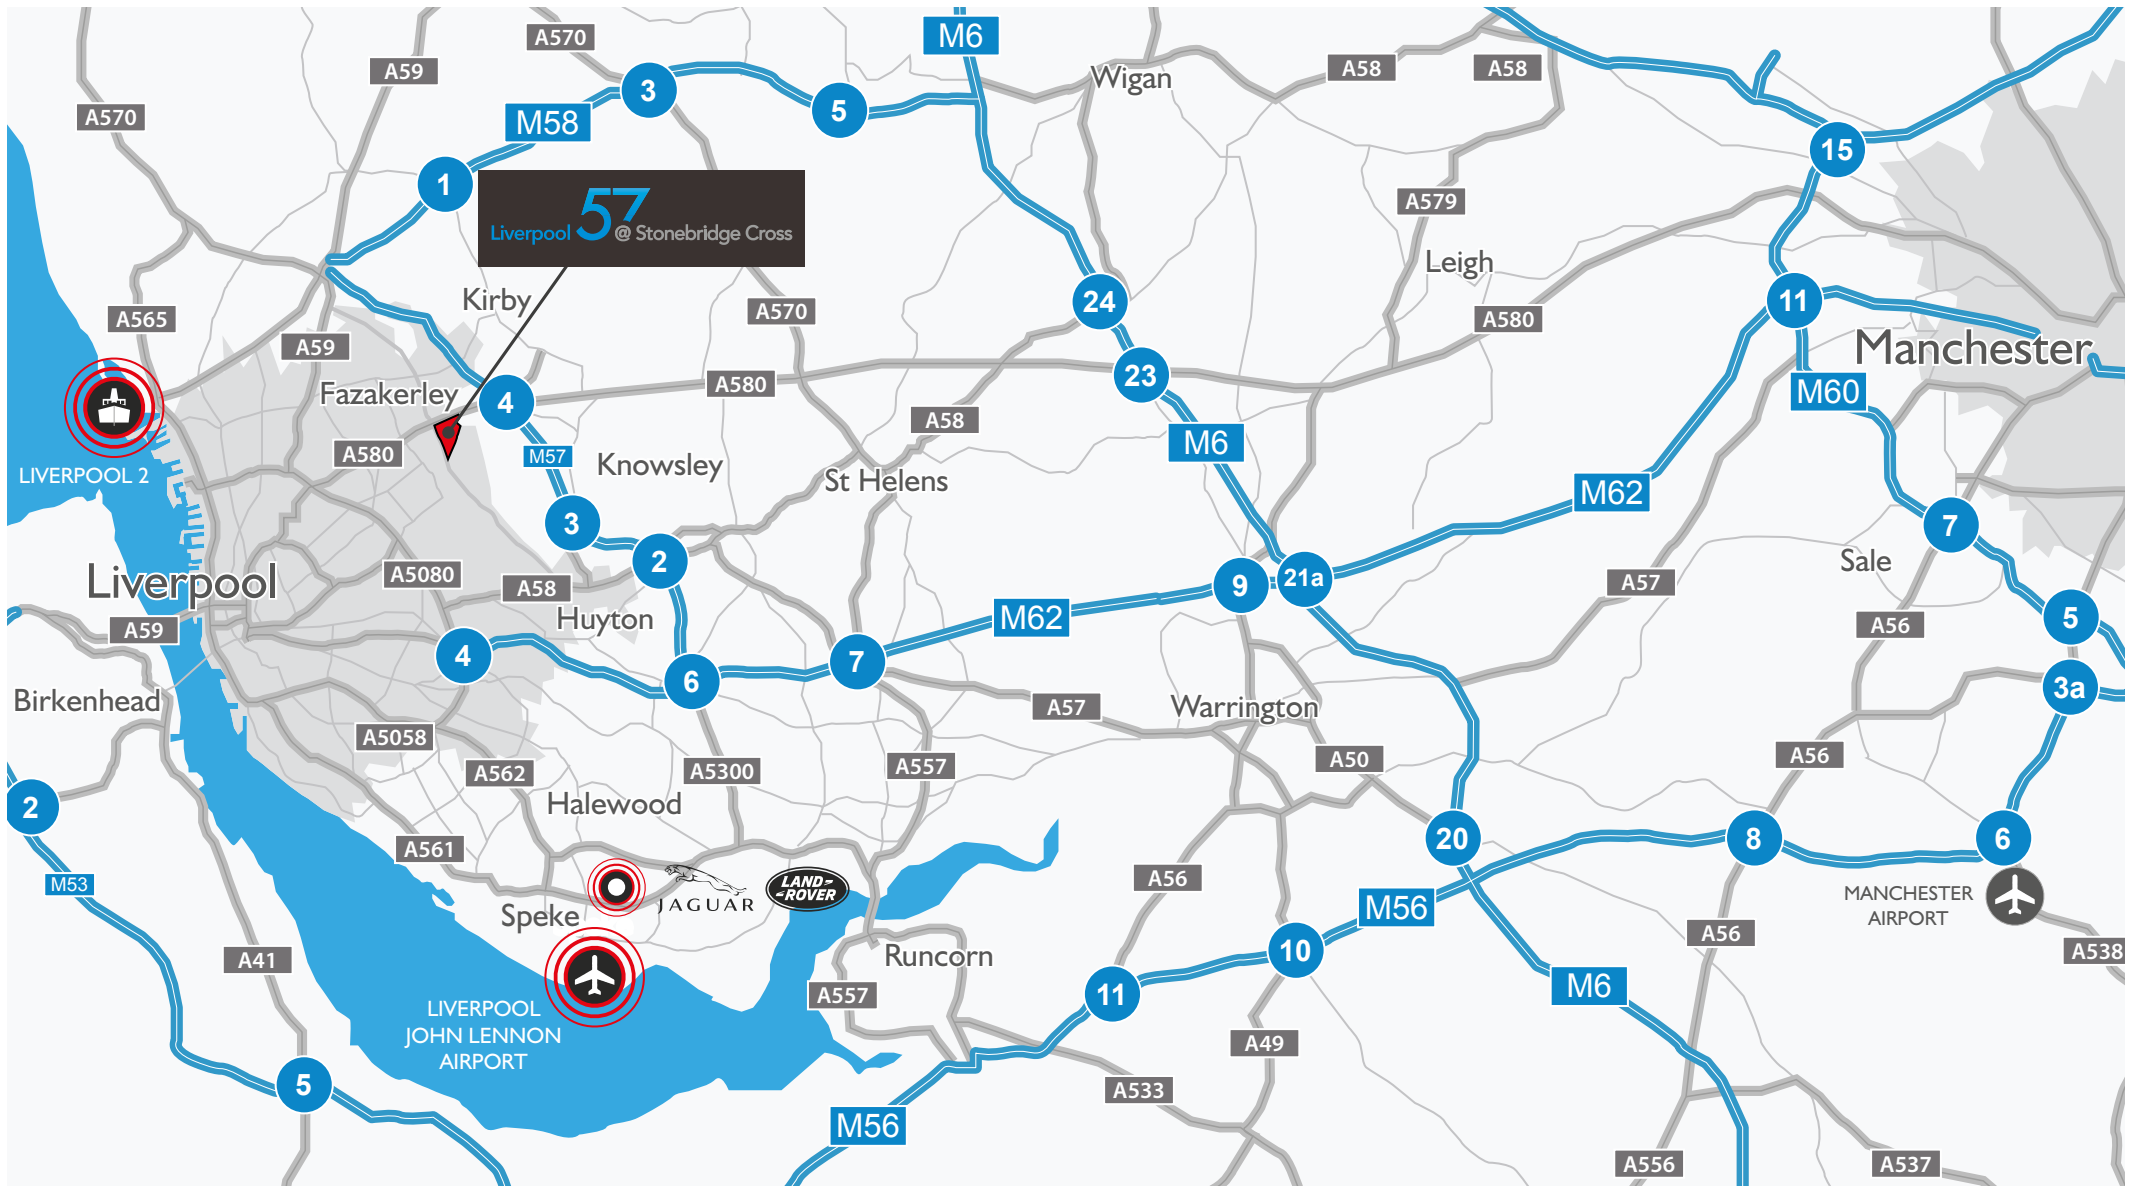 M6
A570
A59
A58
A58
Wigan
3
5
A570
M58
15
1
A579
57
Liverpool @ Stonebridge Cross
Leigh
Kirby
24
11
A565
A570
A580
A59
Manchester
23
A580
M60
Fazakerley
4
A58
M6
A580
M57
Knowsley
LIVERPOOL 2
St Helens
M62
3
7
2
Sale
Liverpool
A5080
A58
9
21a
A57
Huyton
M62
A56
5
A59
4
7
6
3a
Birkenhead
A57
Warrington
A5058
A562
A5300
A557
A50
A56
2
Halewood
20
8
6
A561
M53
A56
LAND-
ROVER
JAGUAR
MANCHESTER
AIRPORT
M56
Speke
A56
A538
A41
Runcorn
10
11
A557
M6
LIVERPOOL
JOHN LENNON
AIRPORT
A49
5
A533
M56
A556
A537